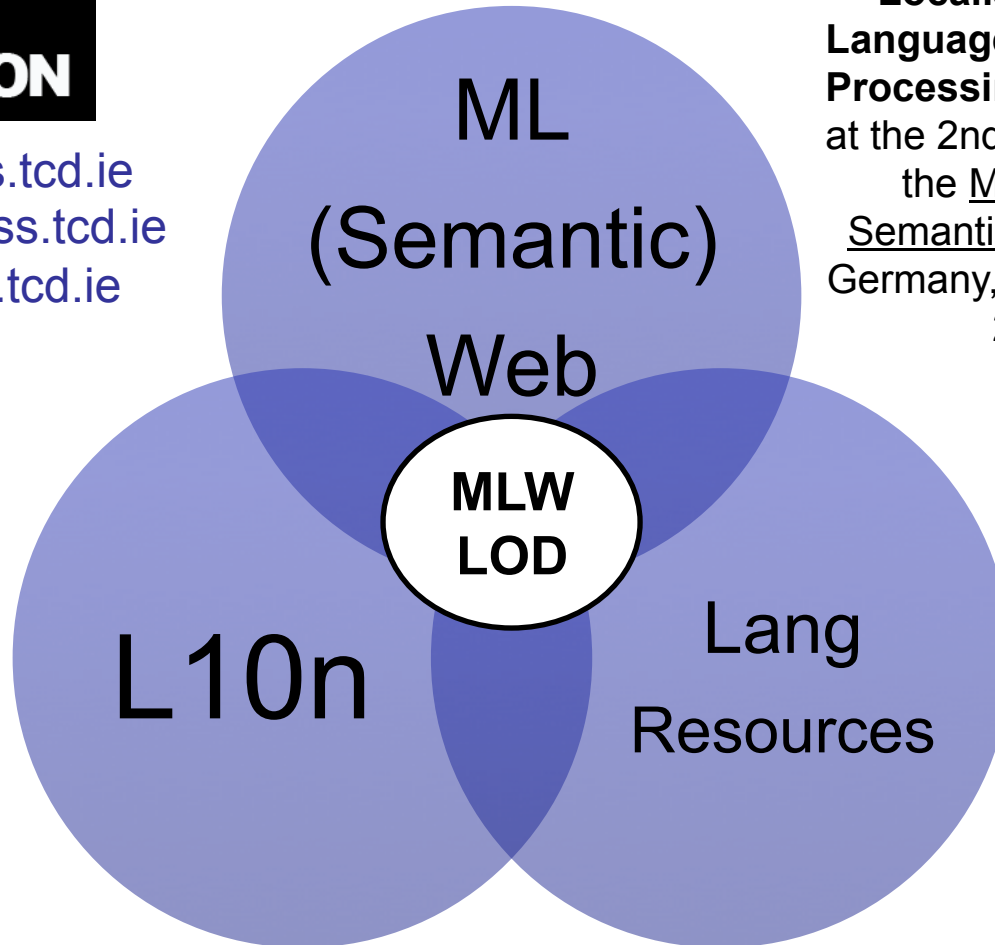 ON
s.tcd.ie
ss.tcd.ie
.tcd.ie
Language
at the 2nd
the M
Semanti
Germany,
ML
(Semantic)
Web
MLW
LOD
L10n
Lang
Resources